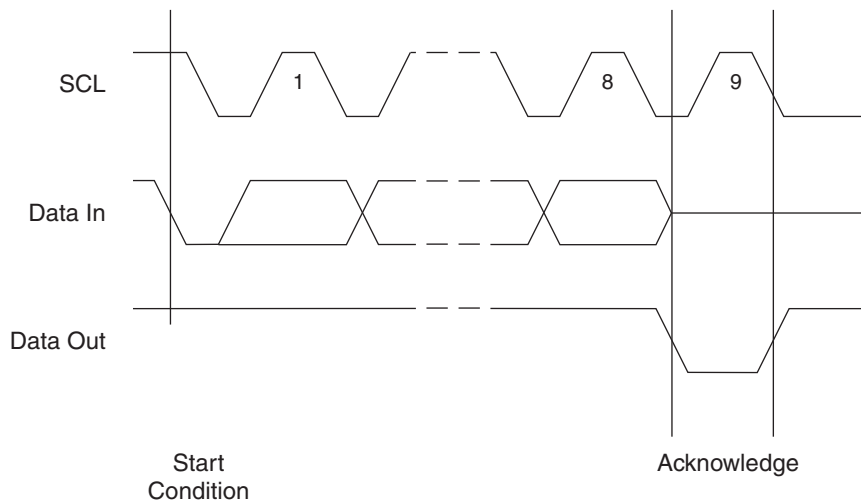 SCL
1
8
9
Data In
Data Out
Start
Condition
Acknowledge